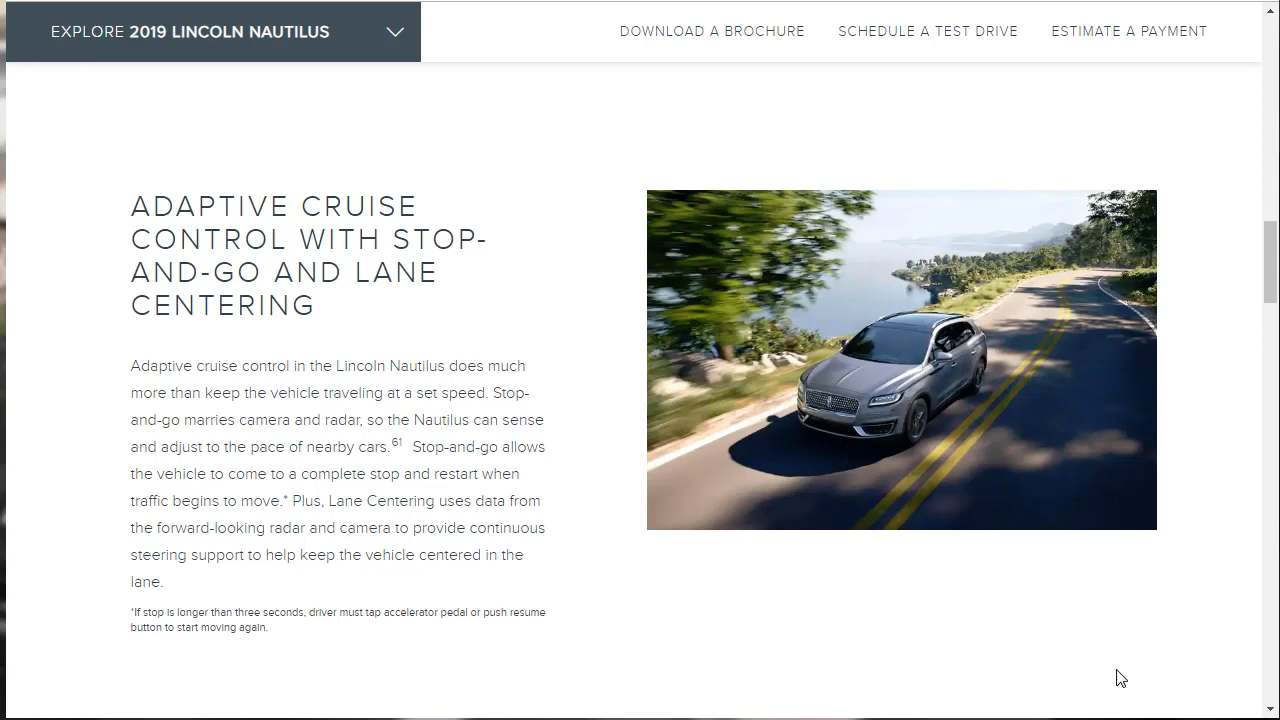 EXPLORE 2019 LINCOLN NAUTILUS
DOWNLOAD A BROCHURE
SCHEDULE A TEST DRIVE
ESTIMATE A PAYMENT
ADAPTIVE CRUISE
CONTROL WITH STOP-
AND-GO AND LANE
CENTERING
Adaptive cruise control in the Lincoln Nautilus does much
more than keep the vehicle traveling at a set speed. Stop-
and-go marries camera and radar, so the Nautilus can sense
and adjust to the pace of nearby cars.61 Stop-and-go allows
the vehicle to come to a complete stop and restart when
traffic begins to move.* Plus, Lane Centering uses data from
the forward-looking radar and camera to provide continuous
steering support to help keep the vehicle centered in the
lane.
*If stop is longer than three seconds, driver must tap accelerator pedal or push resume
button to start moving again.